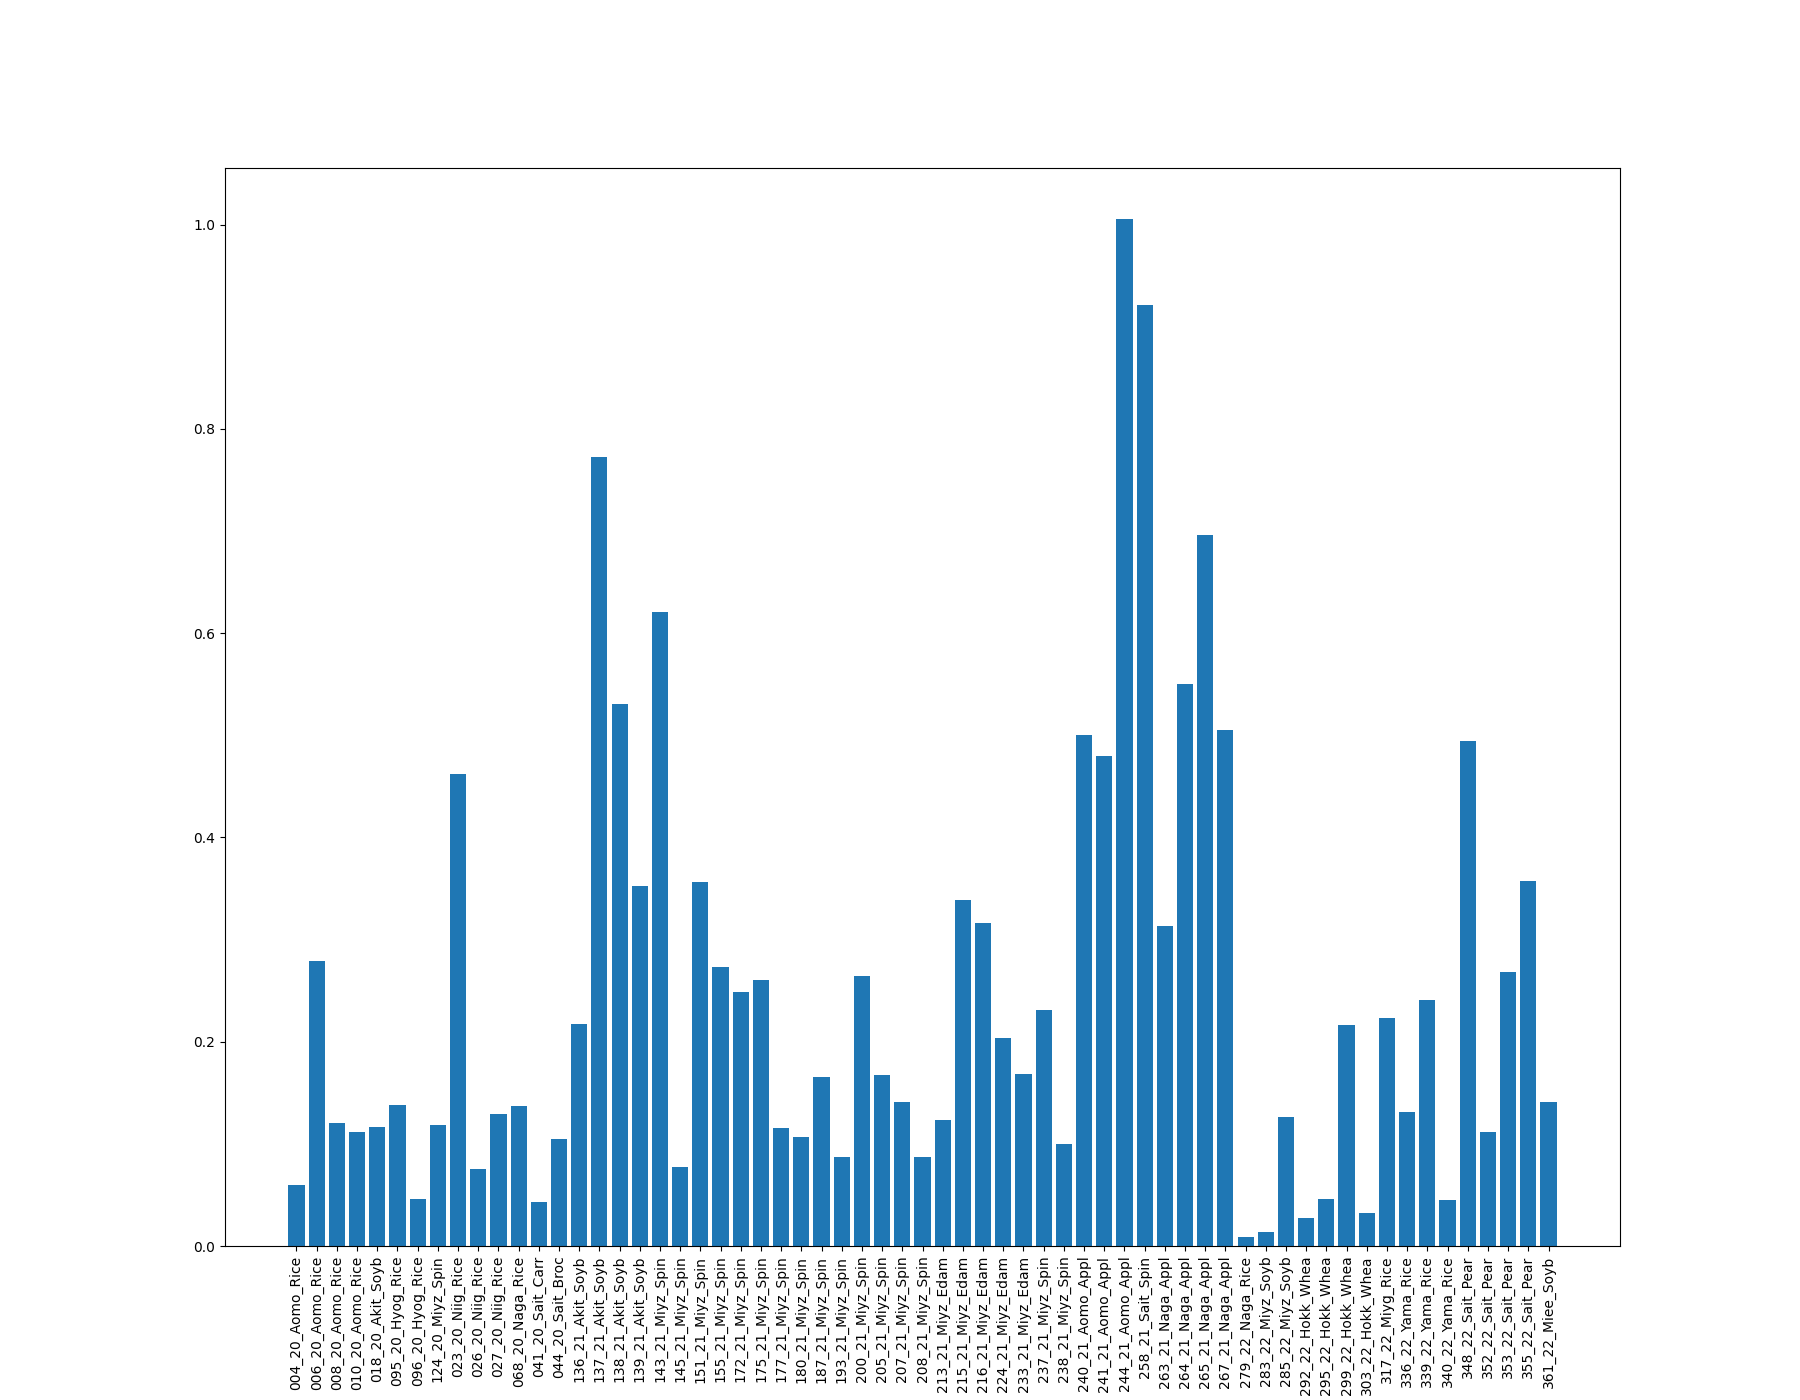 1.0
0.8
0.6
0.4
0.2
0.0
004_20_Aomo_Rice
006_20_Aomo_Rice
008_20_Aomo_Rice
010_20_Aomo_Rice
018_20_Akit_Soyb
095_20_Hyog_Rice
096_20_Hyog_Rice
124_20_Miyz_Spin
023_20_Niig_Rice
026_20_Niig_Rice
027_20_Niig_Rice
068_20_Naga_Rice
041_20_Sait_Carr
044_20_Sait_Broc
136_21_Akit_Soyb
137_21_Akit_Soyb
138_21_Akit_Soyb
139_21_Akit_Soyb
143_21_Miyz_Spin
145_21_Miyz_Spin
151_21_Miyz_Spin
155_21_Miyz_Spin
172_21_Miyz_Spin
175_21_Miyz_Spin
177_21_Miyz_Spin
180_21_Miyz_Spin
187_21_Miyz_Spin
193_21_Miyz_Spin
200_21_Miyz_Spin
205_21_Miyz_Spin
207_21_Miyz_Spin
208_21_Miyz_Spin
213_21_Miyz_Edam
215_21_Miyz_Edam
216_21_Miyz_Edam
224_21_Miyz_Edam
233_21_Miyz_Edam
237_21_Miyz_Spin
238_21_Miyz_Spin
240_21_Aomo_Appl
241_21_Aomo_Appl
244_21_Aomo_Appl
258_21_Sait_Spin
263_21_Naga_Appl
264_21_Naga_Appl
265_21_Naga_Appl
267_21_Naga_Appl
279_22_Naga_Rice
283_22_Miyz_Soyb
285_22_Miyz_Soyb
292_22_Hokk_Whea
295_22_Hokk_Whea
299_22_Hokk_Whea
303_22_Hokk_Whea
317_22_Miyg_Rice
336_22_Yama_Rice
339_22_Yama_Rice
340_22_Yama_Rice
348_22_Sait_Pear
352_22_Sait_Pear
353_22_Sait_Pear
355_22_Sait_Pear
361_22_Miee_Soyb